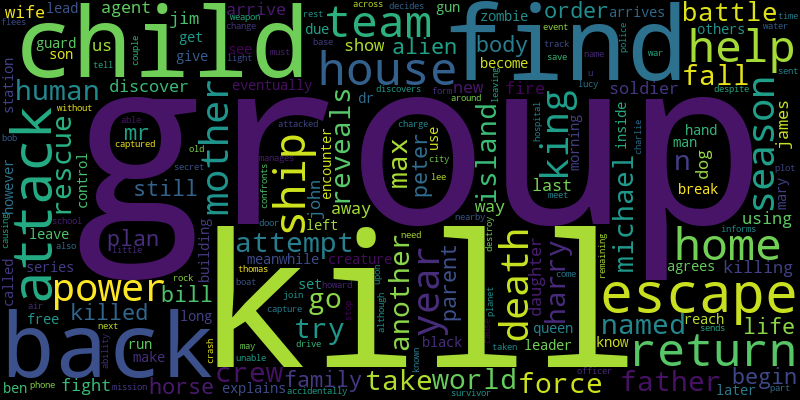 group
kill
child
find
back
house
team
help
home
escape
return
attack
power
king
ship
island
season
death
year
mother
father
world
force
family
attempt
battle
fall
alien
body
human
rescue
reveals
max
peter
michael
harry
named
life
begin
take
crew
horse
fight
killed
bill
try
go
another
parent
daughter
queen
leader
black
plan
mr
still
building
series
called
free
long
run
make
ben
phone
mission
explains
accidentally
survivor
officer
later
part
reach
sends
know
agrees
killing
informs
using
break
dog
man
hand
n
james
mary
plot
inside
morning
last
way
away
left
john
encounter
use
city
lee
charge
manages
confronts
door
secret
old
captured
able
little
school
also
leave
however
causing
bob
without
control
discover
station
guard
son
wife
lead
agent
jim
get
give
us
arrive
see
eventually
show
due
order
zombie
become
arrives
gun
across
decides
weapon
rest
change
couple
must
tell
light
base
event
track
name
save
police
war
u
lucy
time
water
sent
flees
others
despite
soldier
fire
new
around
discovers
form
leaving
dr
attacked
hospital
charlie
meet
nearby
need
destroy
remaining
meanwhile
creature
thomas
boat
set
howard
join
capture
stop
upon
although
known
planet
taken
come
may
unable
drive
crash
rock
air
next
ability